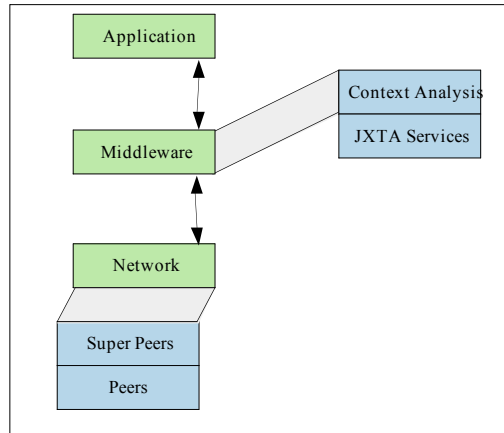 Application
Context Analysis
Middleware
JXTA Services
Network
Super Peers
Peers